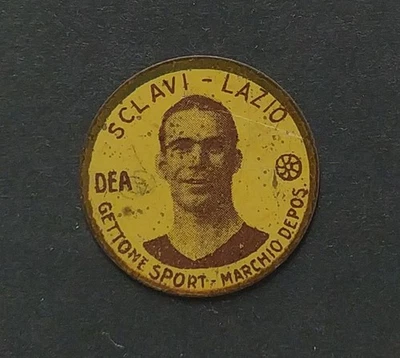 SCLAVI - LAZIO
DEA
GETTONE SPORT - MARCHIO DEPOS.